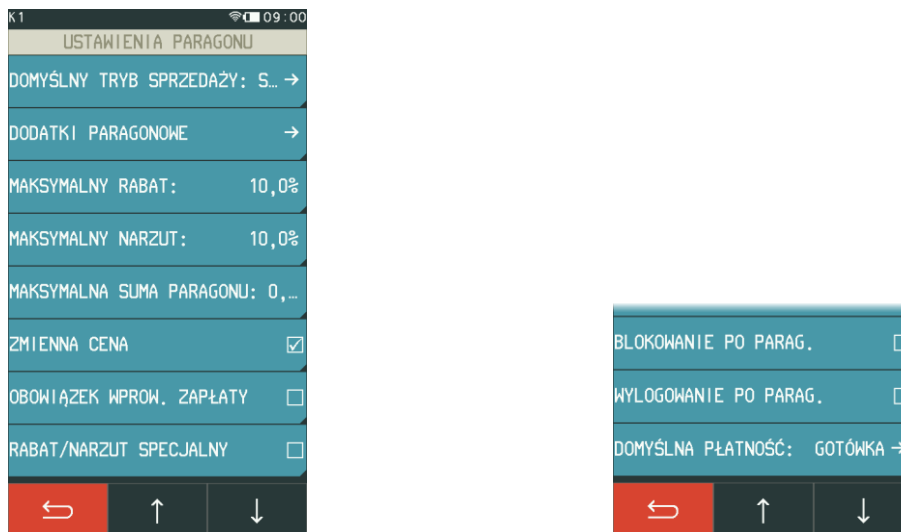 K1 09:00
USTAWIENIA PARAGONU
DOMYŚLNY TRYB SPRZEDAŻY: S… →
DODATKI PARAGONOWE →
MAKSYMALNY RABAT: 10,0%
MAKSYMALNY NARZUT: 10,0%
MAKSYMALNA SUMA PARAGONU: 0,…
ZMIENNA CENA
OBOWIĄZEK WPROW. ZAPŁATY
RABAT/NARZUT SPECJALNY
BLOKOWANIE PO PARAG.
WYLOGOWANIE PO PARAG.
DOMYŚLNA PŁATNOŚĆ: GOTÓWKA →